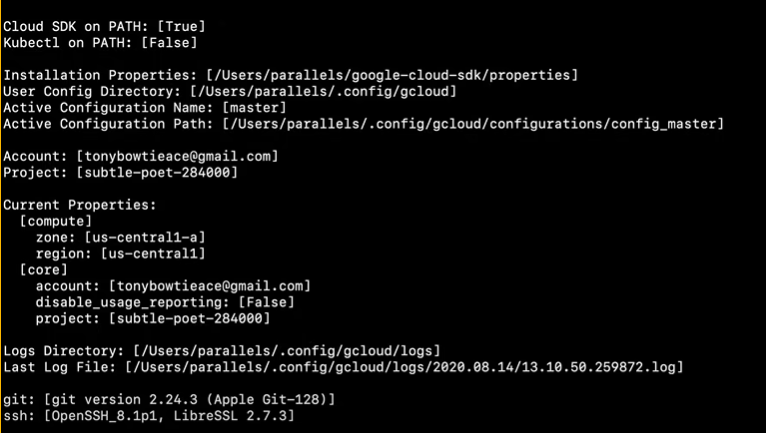 Cloud SDK on PATH: [True]
Kubectl on PATH: [False]
Installation Properties: [/Users/parallels/google-cloud-sdk/properties]
User Config Directory: [/Users/parallels/.config/gcloud]
Active Configuration Name: [master]
Active Configuration Path: [/Users/parallels/.config/gcloud/configurations/config_master]
Account: [tonybowtieace@gmail.com]
Project: [subtle-poet-284000]
Current Properties:
[compute]
zone: [us-central1-a]
region: [us-central1]
[core]
account: [tonybowtieace@gmail.com]
disable_usage_reporting: [False]
project: [subtle-poet-284000]
Logs Directory: [/Users/parallels/.config/gcloud/logs]
Last Log File: [/Users/parallels/.config/gcloud/logs/2020.08.14/13.10.50.259872.log]
git: [git version 2.24.3 (Apple Git-128)]
ssh: [OpenSSH_8.1p1, LibreSSL 2.7.3]